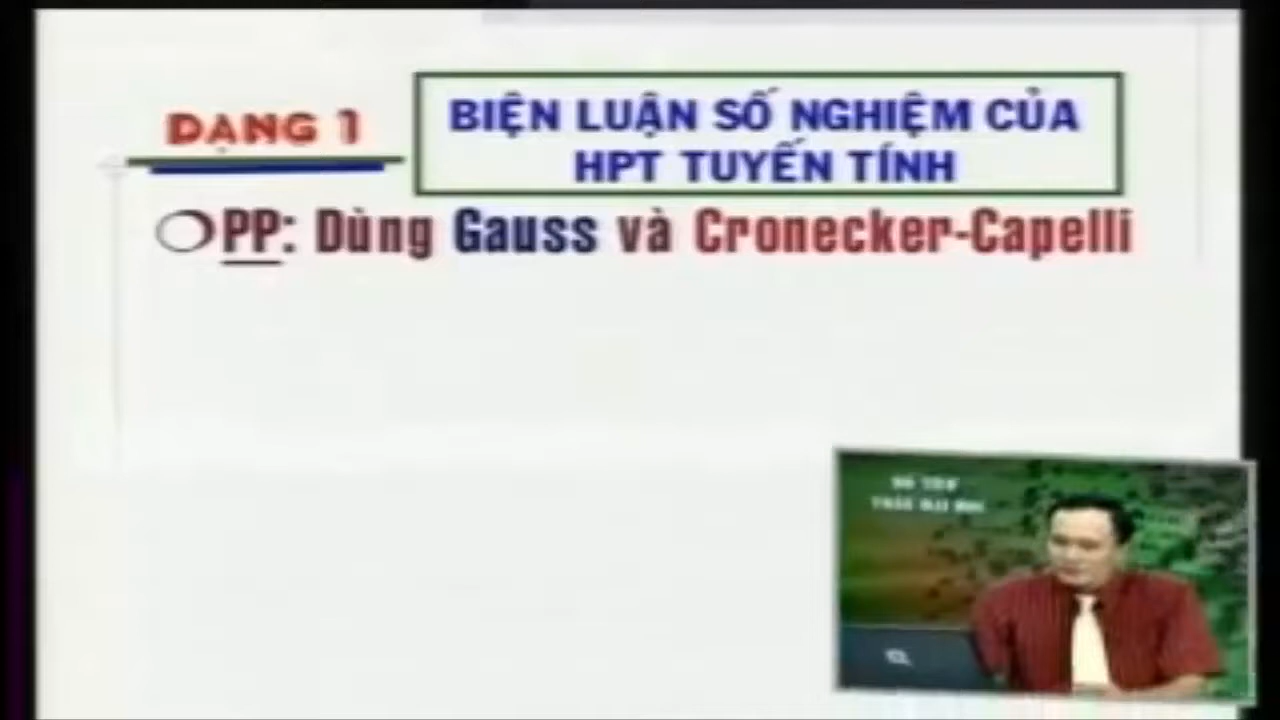 DẠNG 1
BIỆN LUẬN SỐ NGHIỆM CỦA
HPT TUYẾN TÍNH
PP: Dùng Gauss và Cronecker-Capelli